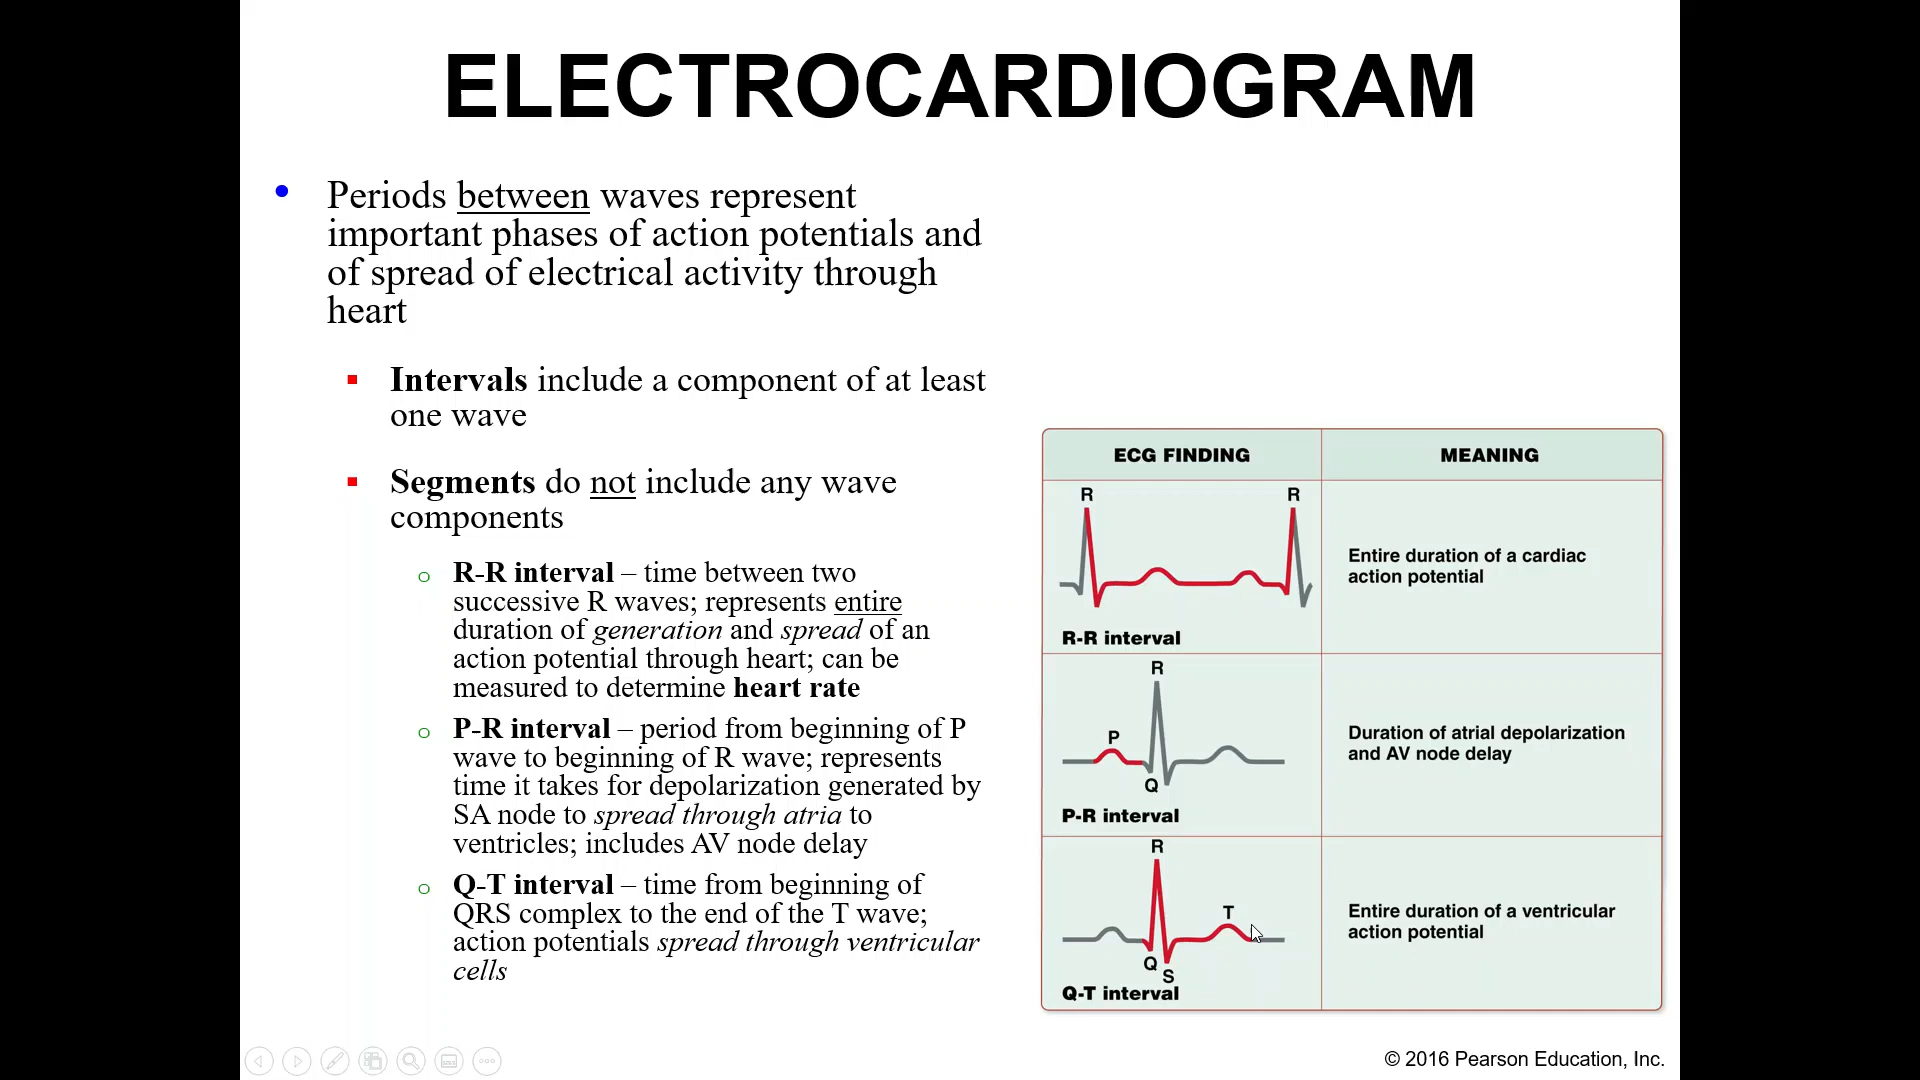 ELECTROCARDIOGRAM
• Periods between waves represent
important phases of action potentials and
of spread of electrical activity through
heart
▪ Intervals include a component of at least
one wave
▪ Segments do not include any wave
components
o R-R interval – time between two
successive R waves; represents entire
duration of generation and spread of an
action potential through heart; can be
measured to determine heart rate
o P-R interval – period from beginning of P
wave to beginning of R wave; represents
time it takes for depolarization generated by
SA node to spread through atria to
ventricles; includes AV node delay
o Q-T interval – time from beginning of
QRS complex to the end of the T wave;
action potentials spread through ventricular
cells
ECG FINDING
MEANING
R
R
R-R interval
Entire duration of a cardiac
action potential
R
P
Q
P-R interval
Duration of atrial depolarization
and AV node delay
R
T
Q
S
Q-T interval
Entire duration of a ventricular
action potential
© 2016 Pearson Education, Inc.